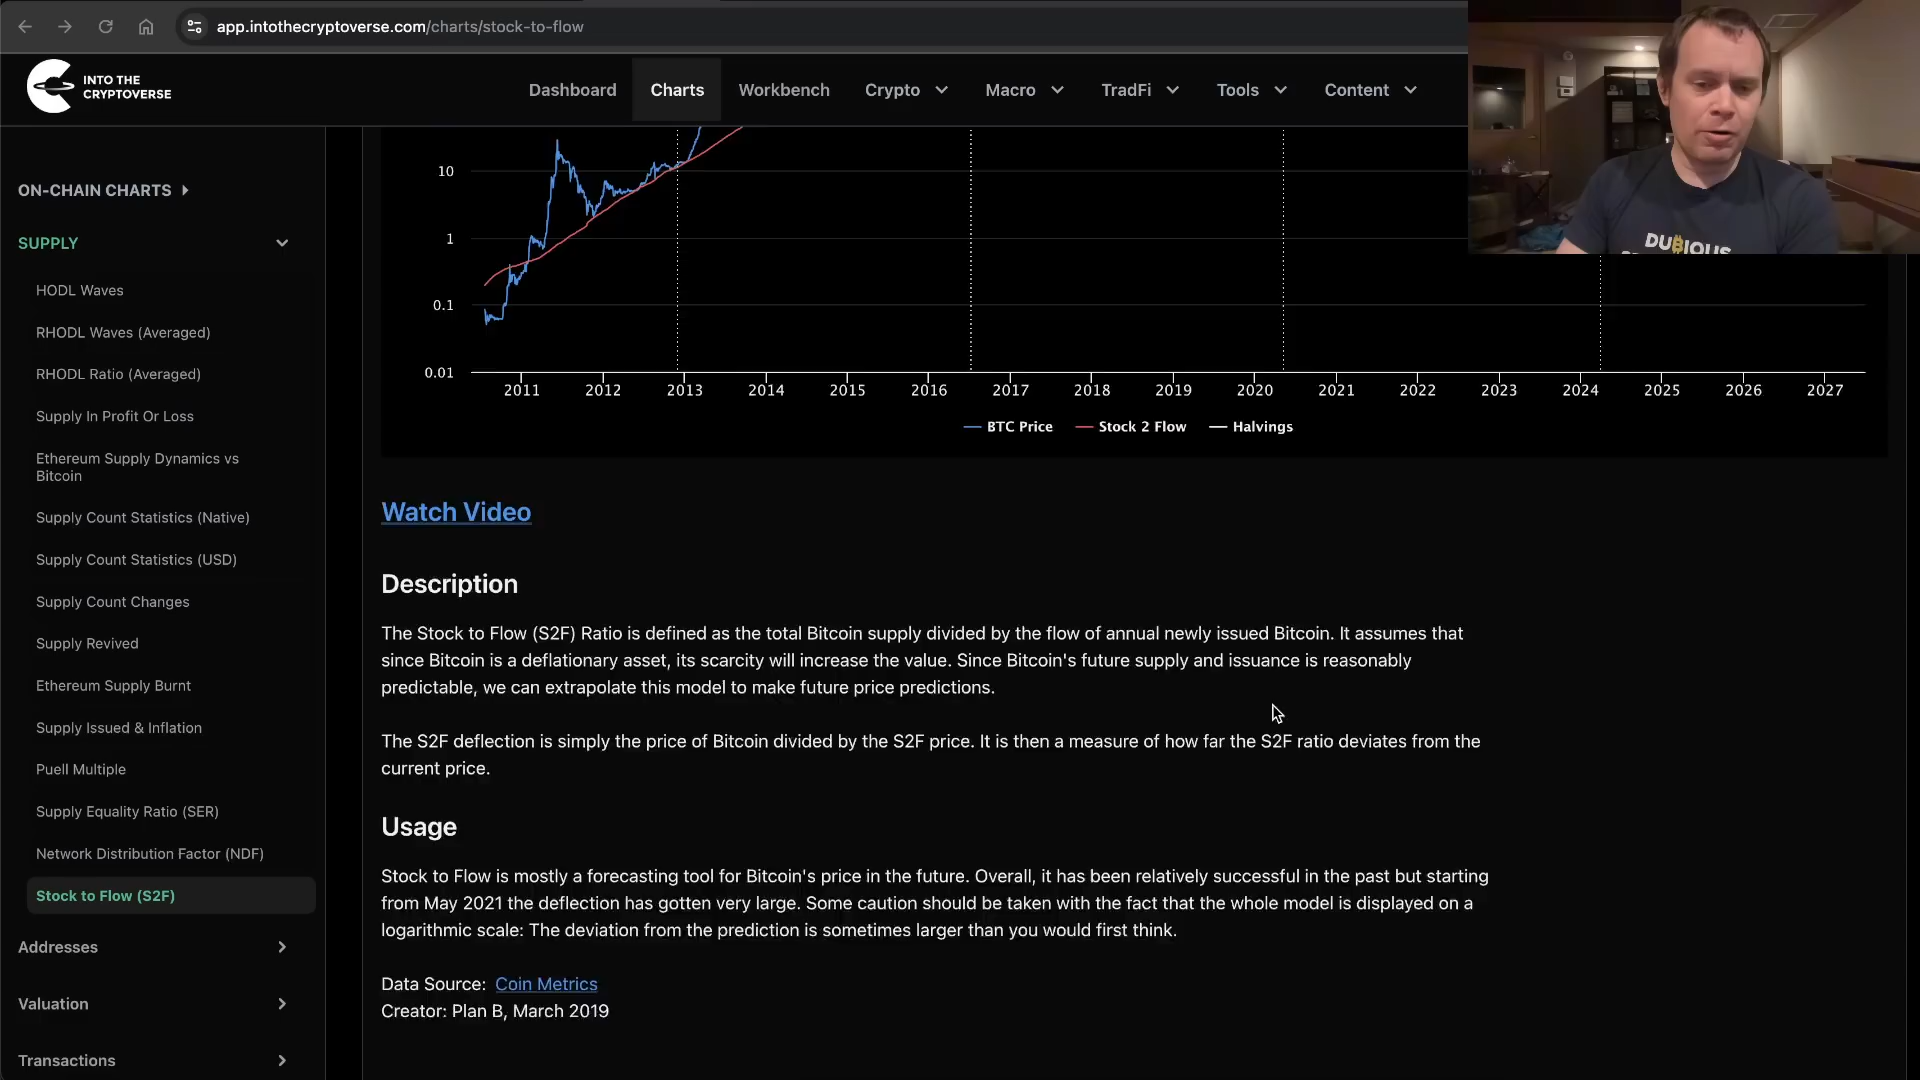 app.intothecryptoverse.com/charts/stock-to-flow
INTO THE
CRYPTOVERSE
Dashboard
Charts
Workbench
Crypto
Macro
TradFi
Tools
Content
DUBIOUS
ON-CHAIN CHARTS
SUPPLY
HODL Waves
RHODL Waves (Averaged)
RHODL Ratio (Averaged)
Supply In Profit Or Loss
Ethereum Supply Dynamics vs
Bitcoin
Supply Count Statistics (Native)
Supply Count Statistics (USD)
Supply Count Changes
Supply Revived
Ethereum Supply Burnt
Supply Issued & Inflation
Puell Multiple
Supply Equality Ratio (SER)
Network Distribution Factor (NDF)
Stock to Flow (S2F)
Addresses
Valuation
Transactions
10
1
0.1
0.01
2011 2012 2013 2014 2015 2016 2017 2018 2019 2020 2021 2022 2023 2024 2025 2026 2027
BTC Price Stock 2 Flow Halvings
Watch Video
Description
The Stock to Flow (S2F) Ratio is defined as the total Bitcoin supply divided by the flow of annual newly issued Bitcoin. It assumes that
since Bitcoin is a deflationary asset, its scarcity will increase the value. Since Bitcoin's future supply and issuance is reasonably
predictable, we can extrapolate this model to make future price predictions.
The S2F deflection is simply the price of Bitcoin divided by the S2F price. It is then a measure of how far the S2F ratio deviates from the
current price.
Usage
Stock to Flow is mostly a forecasting tool for Bitcoin's price in the future. Overall, it has been relatively successful in the past but starting
from May 2021 the deflection has gotten very large. Some caution should be taken with the fact that the whole model is displayed on a
logarithmic scale: The deviation from the prediction is sometimes larger than you would first think.
Data Source: Coin Metrics
Creator: Plan B, March 2019